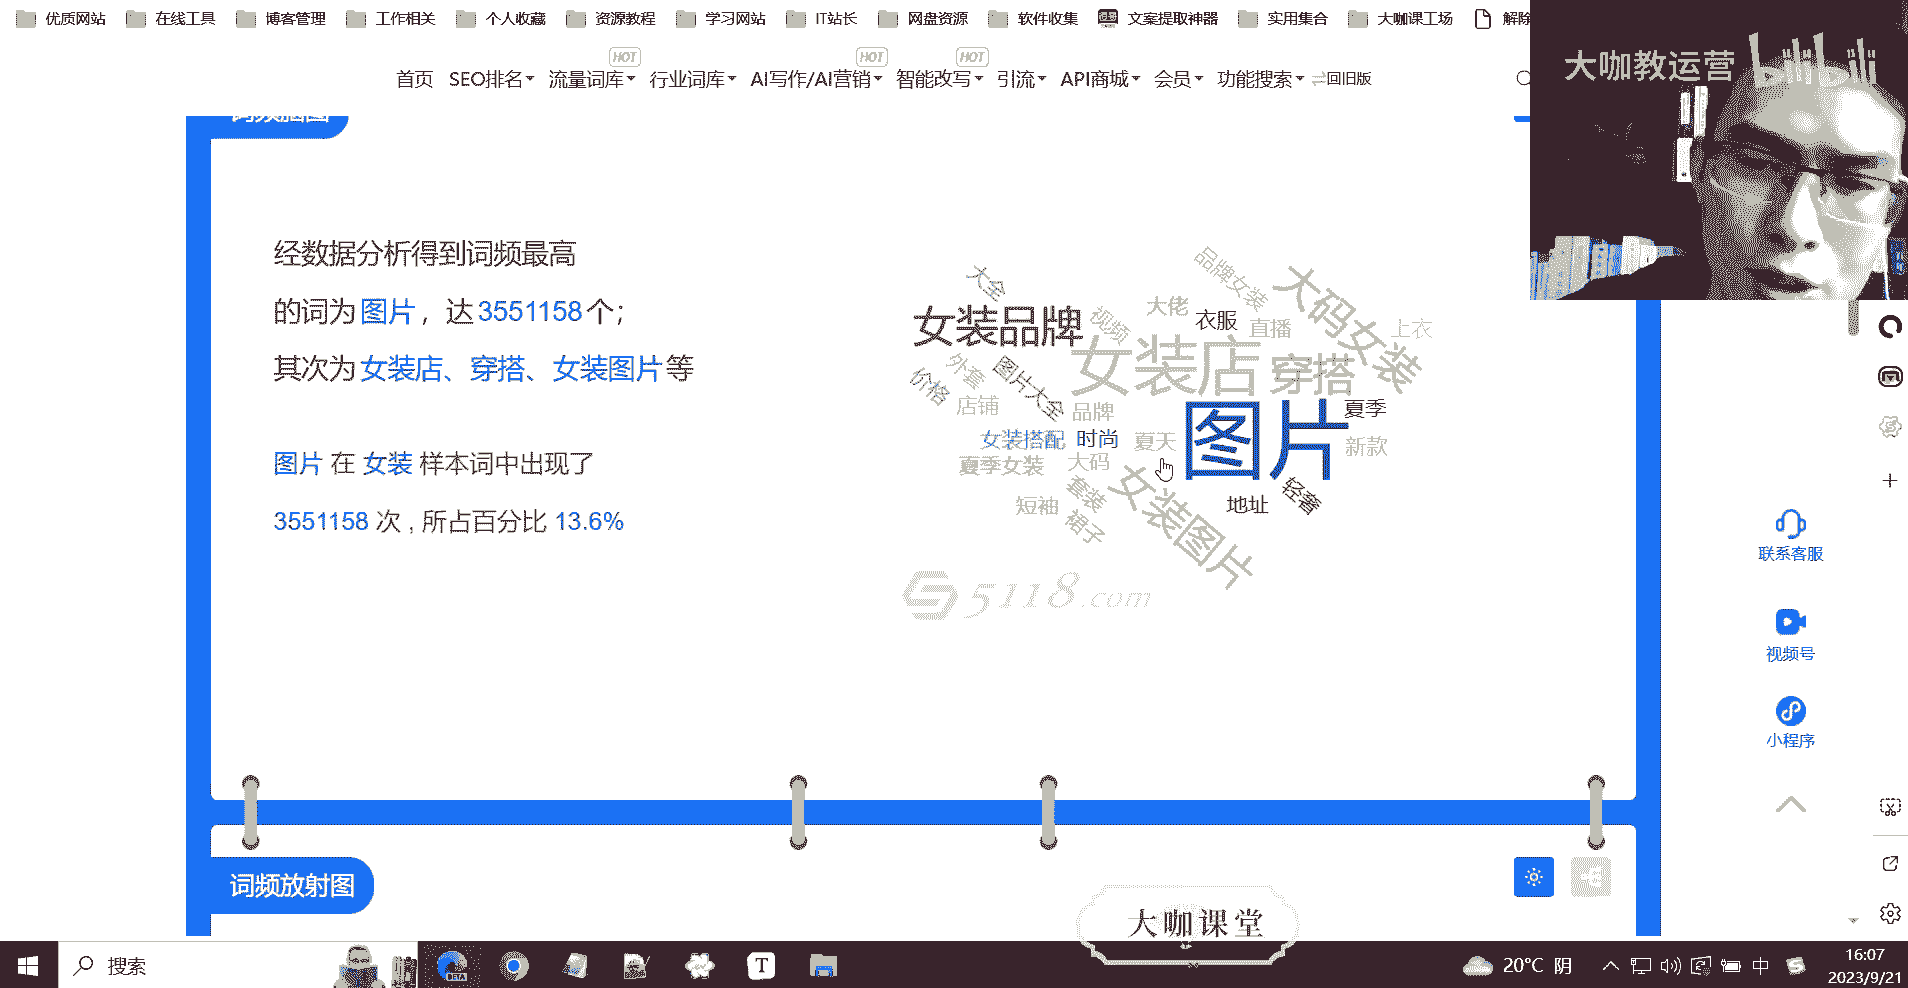 优质网站 在线工具 博客管理 工作相关 个人收藏 资源教程 学习网站 IT站长 网盘资源 软件收集 文案提取神器 实用集合 大咖课工场 解除
大咖教运营 bilibili
HOT HOT HOT
首页 SEO排名 流量词库 行业词库 AI写作/AI营销 智能改写 引流 API商城 会员 功能搜索 回旧版
词频脑图
经数据分析得到词频最高
的词为 图片 ，达 3551158 个；
其次为 女装店、穿搭、女装图片 等
图片 在 女装 样本词中出现了
3551158 次 , 所占百分比 13.6%
大全
品牌女装
大码女装
女装品牌
视频
大佬
衣服
直播
上衣
外套
图片大全
女装店
穿搭
价格
店铺
品牌
图片
夏季
女装搭配
时尚
夏天
新款
夏季女装
大码
套装
女装图片
轻奢
短袖
裙子
地址
5118.com
联系客服
视频号
小程序
词频放射图
大咖课堂
搜索
BETA
T
20°C 阴
中
16:07
2023/9/21